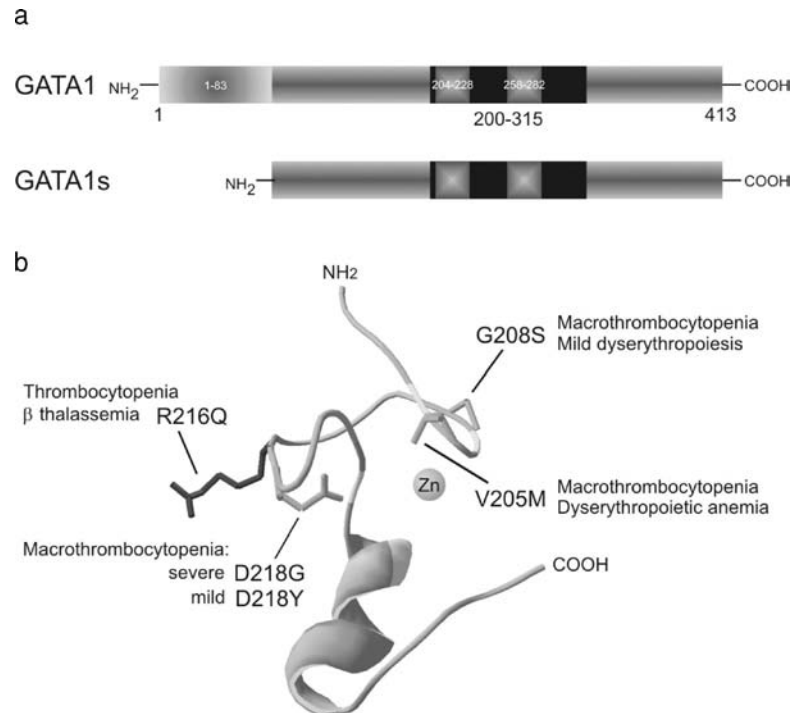 a
GATA1
NH2
1-83
204-228
258-282
COOH
1
200-315
413
GATA1s
NH2
COOH
b
NH2
G208S
Macrothrombocytopenia
Mild dyserythropoiesis
Thrombocytopenia
β thalassemia
R216Q
Zn
V205M
Macrothrombocytopenia
Dyserythropoietic anemia
Macrothrombocytopenia:
severe D218G
mild D218Y
COOH